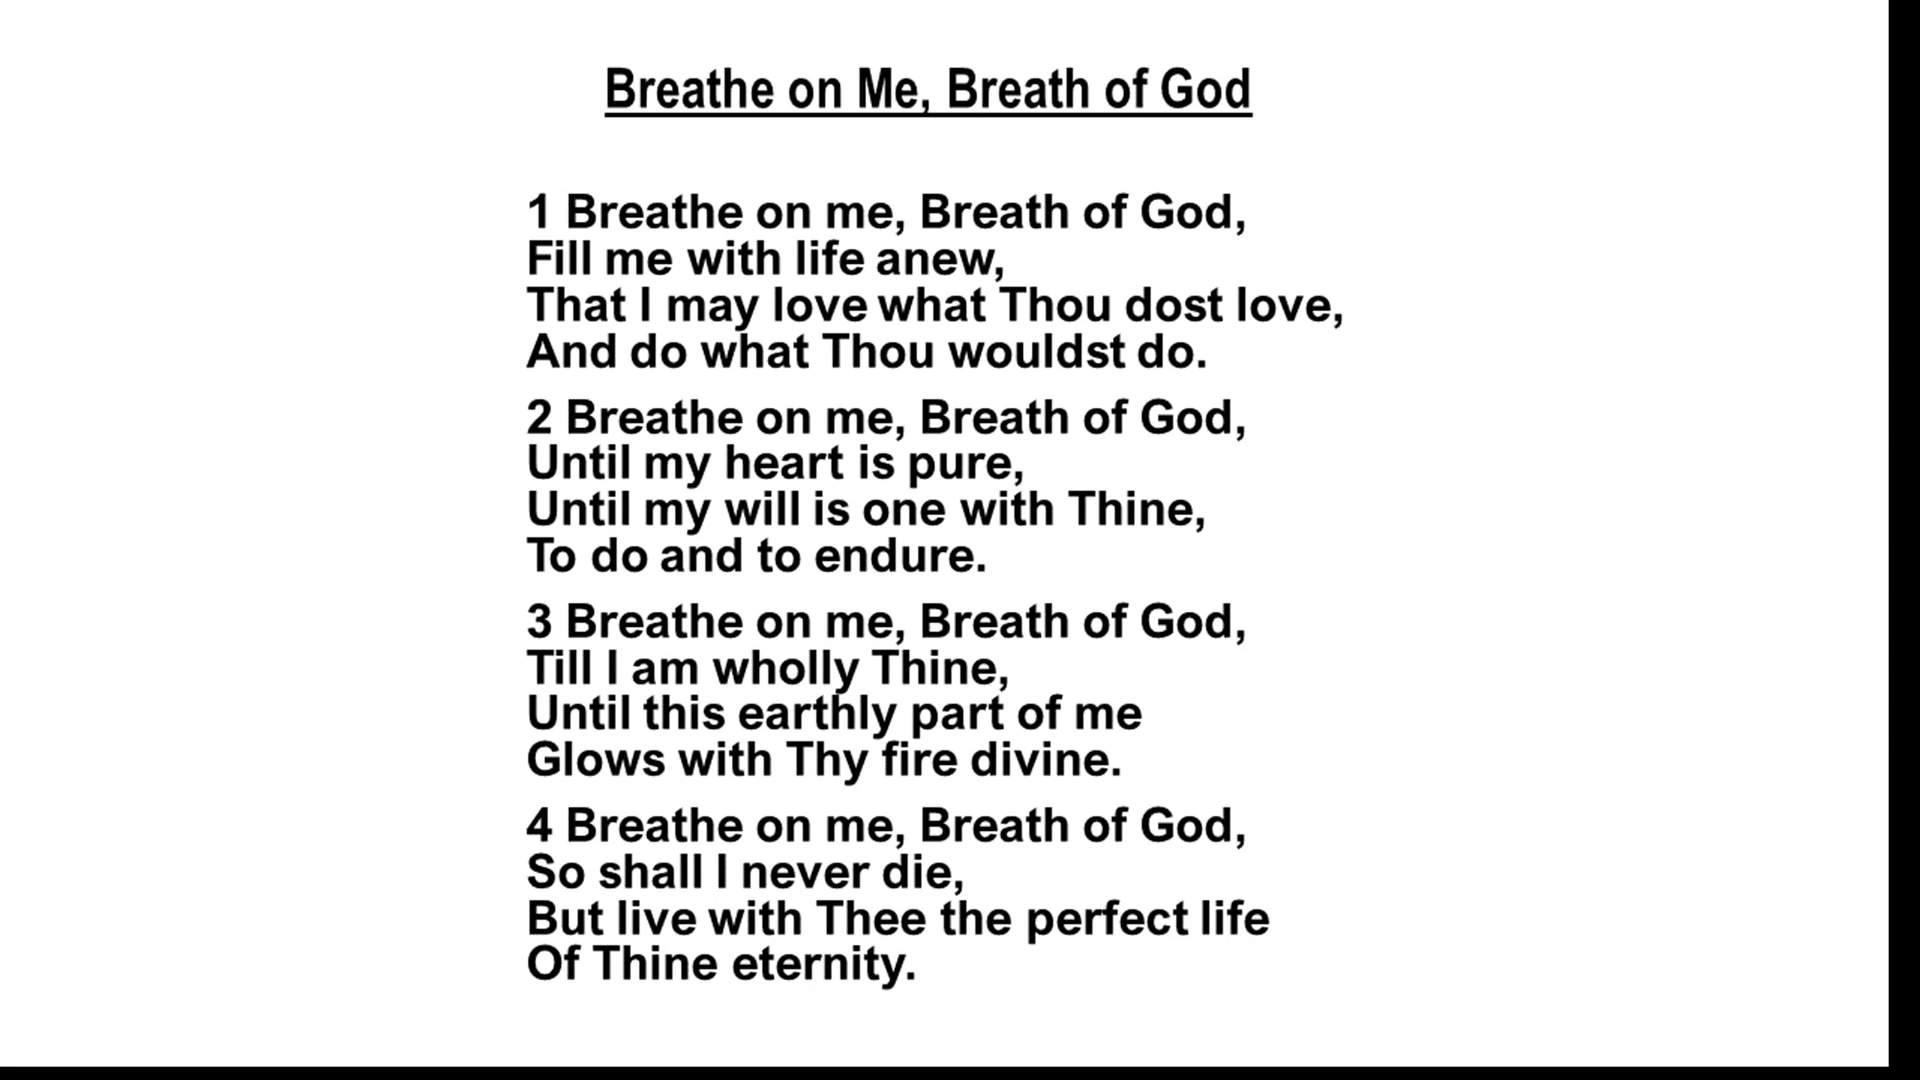 Breathe on Me, Breath of God
1 Breathe on me, Breath of God,
Fill me with life anew,
That I may love what Thou dost love,
And do what Thou wouldst do.
2 Breathe on me, Breath of God,
Until my heart is pure,
Until my will is one with Thine,
To do and to endure.
3 Breathe on me, Breath of God,
Till I am wholly Thine,
Until this earthly part of me
Glows with Thy fire divine.
4 Breathe on me, Breath of God,
So shall I never die,
But live with Thee the perfect life
Of Thine eternity.